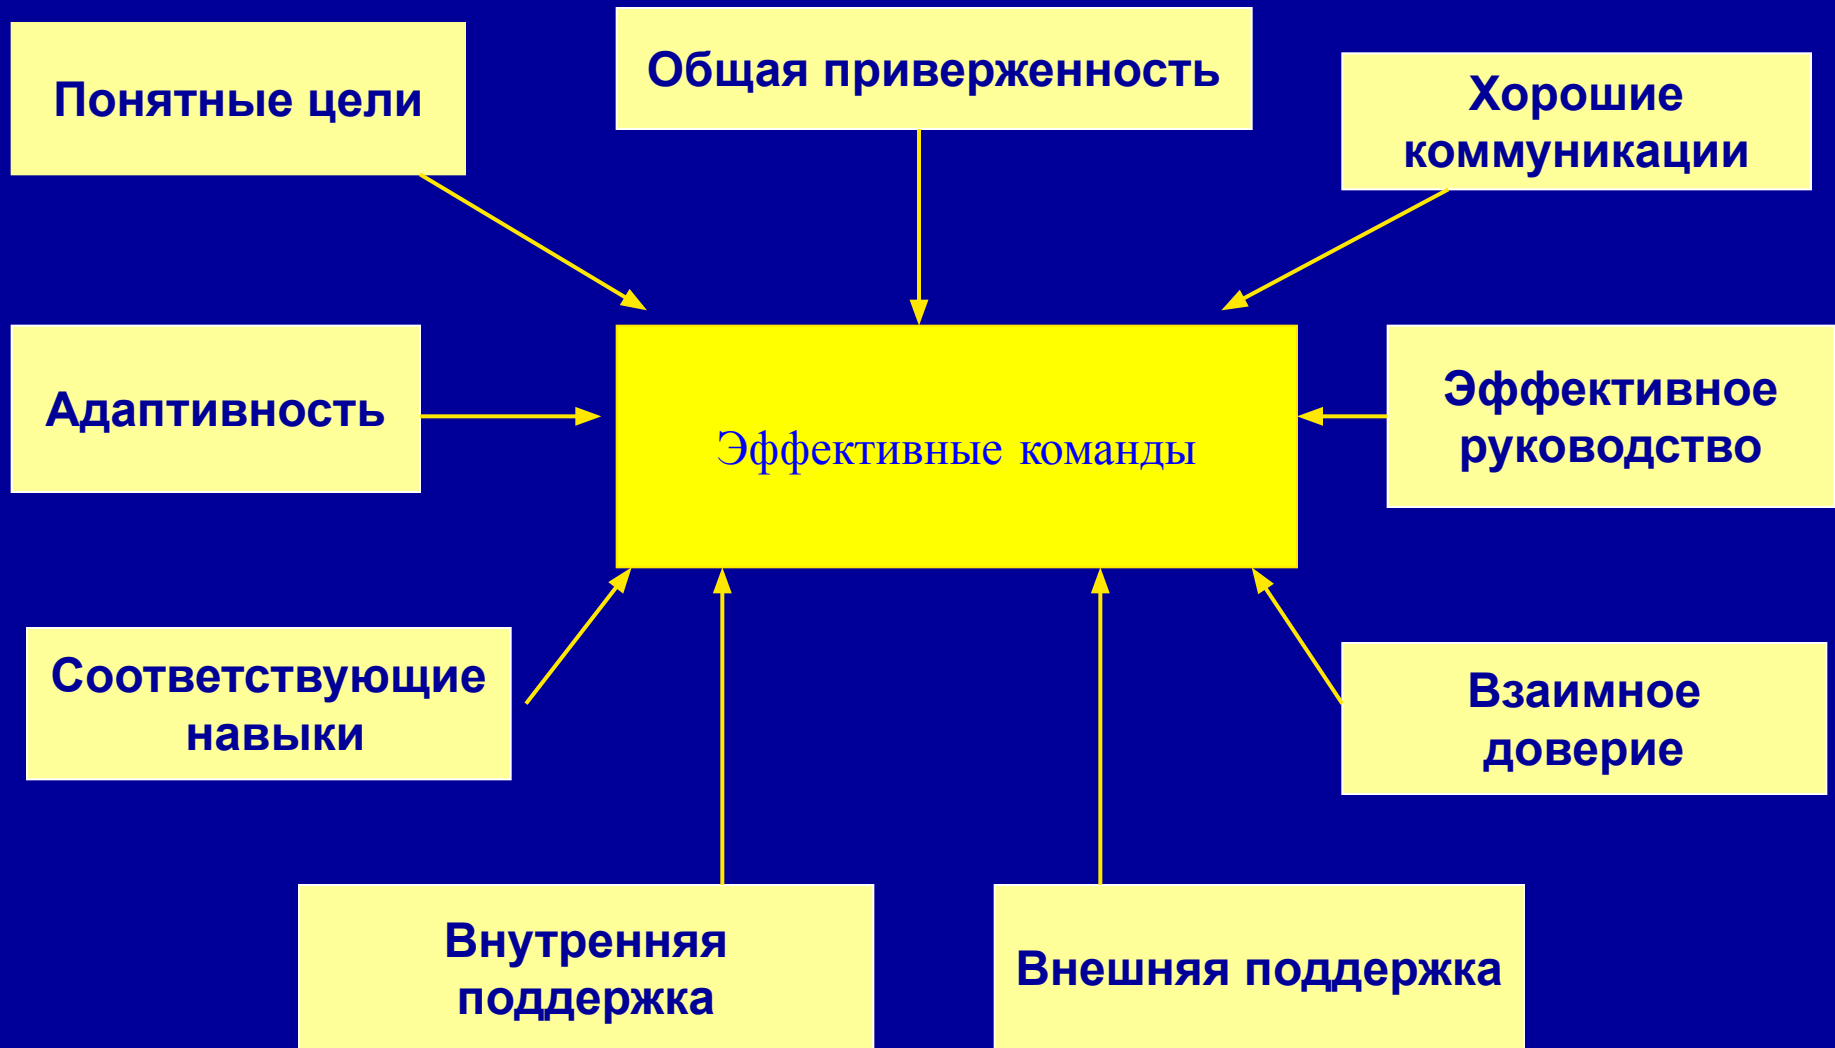 Понятные цели
Общая приверженность
Хорошие
коммуникации
Адаптивность
Эффективные команды
Эффективное
руководство
Соответствующие
навыки
Взаимное
доверие
Внутренняя
поддержка
Внешняя поддержка